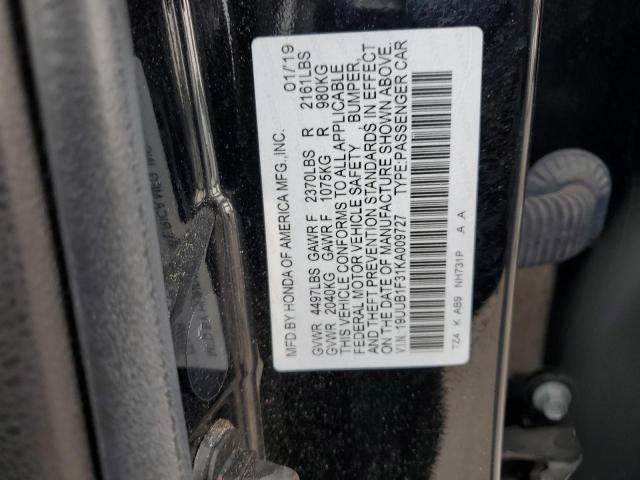 MFD.BY HONDA OF AMERICA MFG.,INC. 01/'19
GVWR 4497LBS GAWR F 2370LBS R 2161LBS
GVWR 2040KG GAWR F 1075KG R 980KG
THIS VEHICLE CONFORMS TO ALL APPLICABLE
FEDERAL MOTOR VEHICLE SAFETY , BUMPER,
AND THEFT PREVENTION STANDARDS IN EFFECT
ON THE DATE OF MANUFACTURE SHOWN ABOVE.
V.I.N.:19UUB1F31KA009727 TYPE:PASSENGER CAR
TZ4 K AB9 NH731P A A